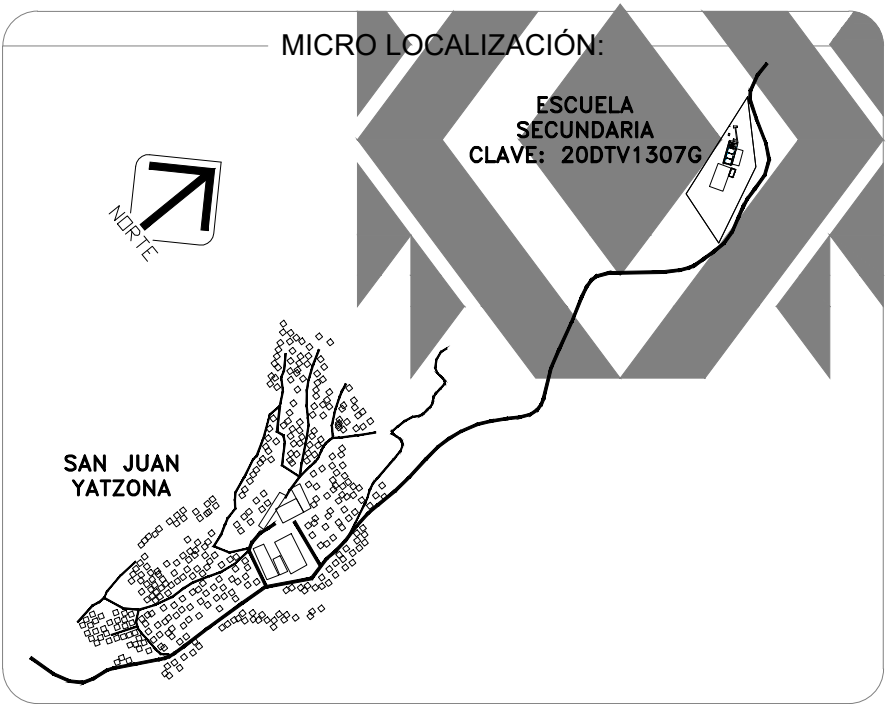 MICRO LOCALIZACIÓN:
ESCUELA
SECUNDARIA
CLAVE: 20DTV1307G
NORTE
SAN JUAN
YATZONA